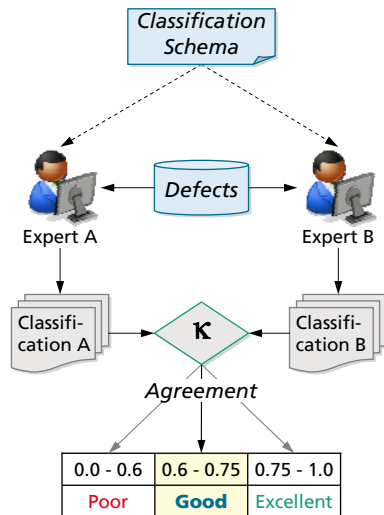 Classification
Schema
Defects
Expert A
Expert B
Classifi-
cation A
κ
Classifi-
cation B
Agreement
0.0 - 0.6 0.6 - 0.75 0.75 - 1.0
Poor Good Excellent